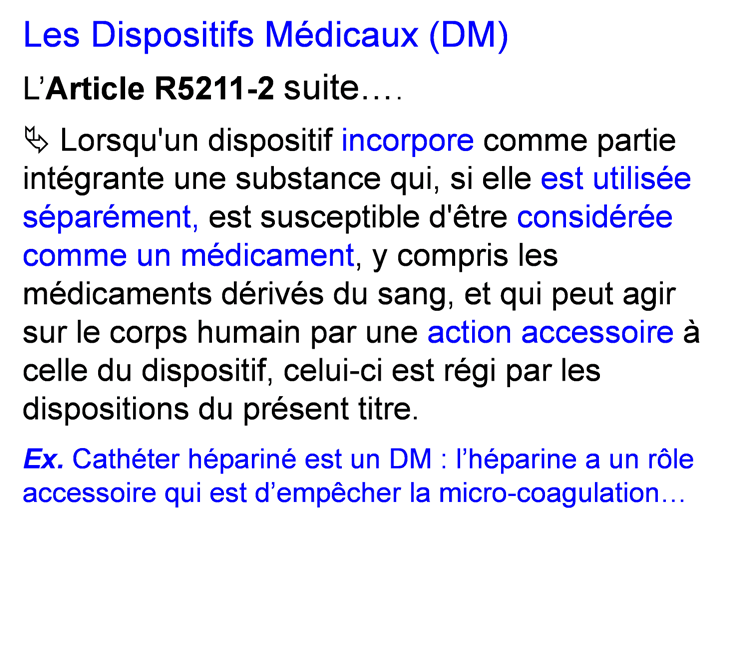 Les Dispositifs Médicaux (DM)
L’Article R5211-2 suite….
Lorsqu'un dispositif incorpore comme partie
intégrante une substance qui, si elle est utilisée
séparément, est susceptible d'être considérée
comme un médicament, y compris les
médicaments dérivés du sang, et qui peut agir
sur le corps humain par une action accessoire à
celle du dispositif, celui-ci est régi par les
dispositions du présent titre.
Ex. Cathéter hépariné est un DM : l’héparine a un rôle
accessoire qui est d’empêcher la micro-coagulation…